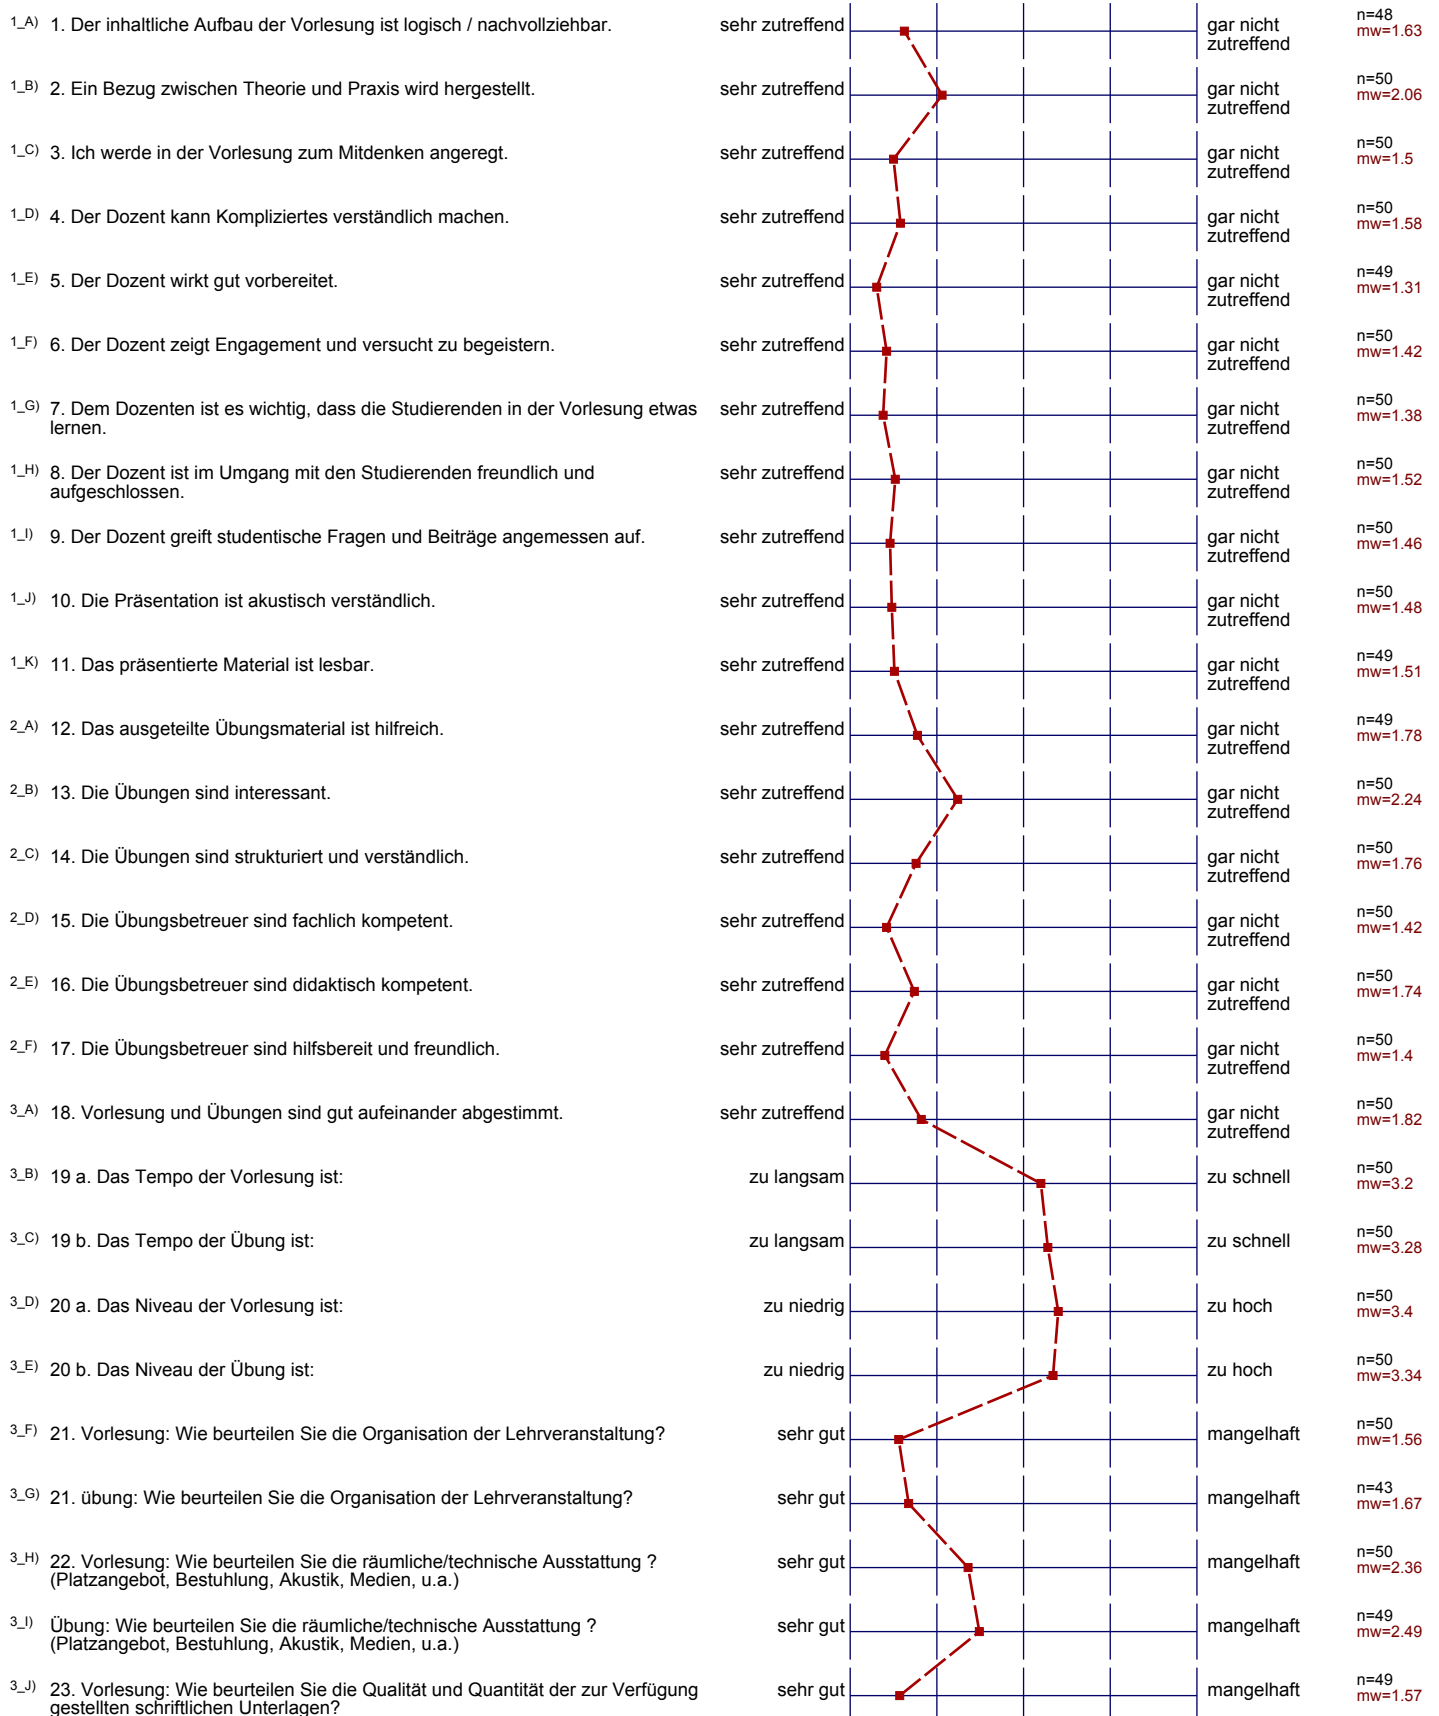 1_A) 1. Der inhaltliche Aufbau der Vorlesung ist logisch / nachvollziehbar. sehr zutreffend gar nicht zutreffend n=48 mw=1.63
1_B) 2. Ein Bezug zwischen Theorie und Praxis wird hergestellt. sehr zutreffend gar nicht zutreffend n=50 mw=2.06
1_C) 3. Ich werde in der Vorlesung zum Mitdenken angeregt. sehr zutreffend gar nicht zutreffend n=50 mw=1.5
1_D) 4. Der Dozent kann Kompliziertes verständlich machen. sehr zutreffend gar nicht zutreffend n=50 mw=1.58
1_E) 5. Der Dozent wirkt gut vorbereitet. sehr zutreffend gar nicht zutreffend n=49 mw=1.31
1_F) 6. Der Dozent zeigt Engagement und versucht zu begeistern. sehr zutreffend gar nicht zutreffend n=50 mw=1.42
1_G) 7. Dem Dozenten ist es wichtig, dass die Studierenden in der Vorlesung etwas
lernen. sehr zutreffend gar nicht zutreffend n=50 mw=1.38
1_H) 8. Der Dozent ist im Umgang mit den Studierenden freundlich und
aufgeschlossen. sehr zutreffend gar nicht zutreffend n=50 mw=1.52
1_I) 9. Der Dozent greift studentische Fragen und Beiträge angemessen auf. sehr zutreffend gar nicht zutreffend n=50 mw=1.46
1_J) 10. Die Präsentation ist akustisch verständlich. sehr zutreffend gar nicht zutreffend n=50 mw=1.48
1_K) 11. Das präsentierte Material ist lesbar. sehr zutreffend gar nicht zutreffend n=49 mw=1.51
2_A) 12. Das ausgeteilte Übungsmaterial ist hilfreich. sehr zutreffend gar nicht zutreffend n=49 mw=1.78
2_B) 13. Die Übungen sind interessant. sehr zutreffend gar nicht zutreffend n=50 mw=2.24
2_C) 14. Die Übungen sind strukturiert und verständlich. sehr zutreffend gar nicht zutreffend n=50 mw=1.76
2_D) 15. Die Übungsbetreuer sind fachlich kompetent. sehr zutreffend gar nicht zutreffend n=50 mw=1.42
2_E) 16. Die Übungsbetreuer sind didaktisch kompetent. sehr zutreffend gar nicht zutreffend n=50 mw=1.74
2_F) 17. Die Übungsbetreuer sind hilfsbereit und freundlich. sehr zutreffend gar nicht zutreffend n=50 mw=1.4
3_A) 18. Vorlesung und Übungen sind gut aufeinander abgestimmt. sehr zutreffend gar nicht zutreffend n=50 mw=1.82
3_B) 19 a. Das Tempo der Vorlesung ist: zu langsam zu schnell n=50 mw=3.2
3_C) 19 b. Das Tempo der Übung ist: zu langsam zu schnell n=50 mw=3.28
3_D) 20 a. Das Niveau der Vorlesung ist: zu niedrig zu hoch n=50 mw=3.4
3_E) 20 b. Das Niveau der Übung ist: zu niedrig zu hoch n=50 mw=3.34
3_F) 21. Vorlesung: Wie beurteilen Sie die Organisation der Lehrveranstaltung? sehr gut mangelhaft n=50 mw=1.56
3_G) 21. übung: Wie beurteilen Sie die Organisation der Lehrveranstaltung? sehr gut mangelhaft n=43 mw=1.67
3_H) 22. Vorlesung: Wie beurteilen Sie die räumliche/technische Ausstattung ?
(Platzangebot, Bestuhlung, Akustik, Medien, u.a.) sehr gut mangelhaft n=50 mw=2.36
3_I) Übung: Wie beurteilen Sie die räumliche/technische Ausstattung ?
(Platzangebot, Bestuhlung, Akustik, Medien, u.a.) sehr gut mangelhaft n=49 mw=2.49
3_J) 23. Vorlesung: Wie beurteilen Sie die Qualität und Quantität der zur Verfügung
gestellten schriftlichen Unterlagen? sehr gut mangelhaft n=49 mw=1.57